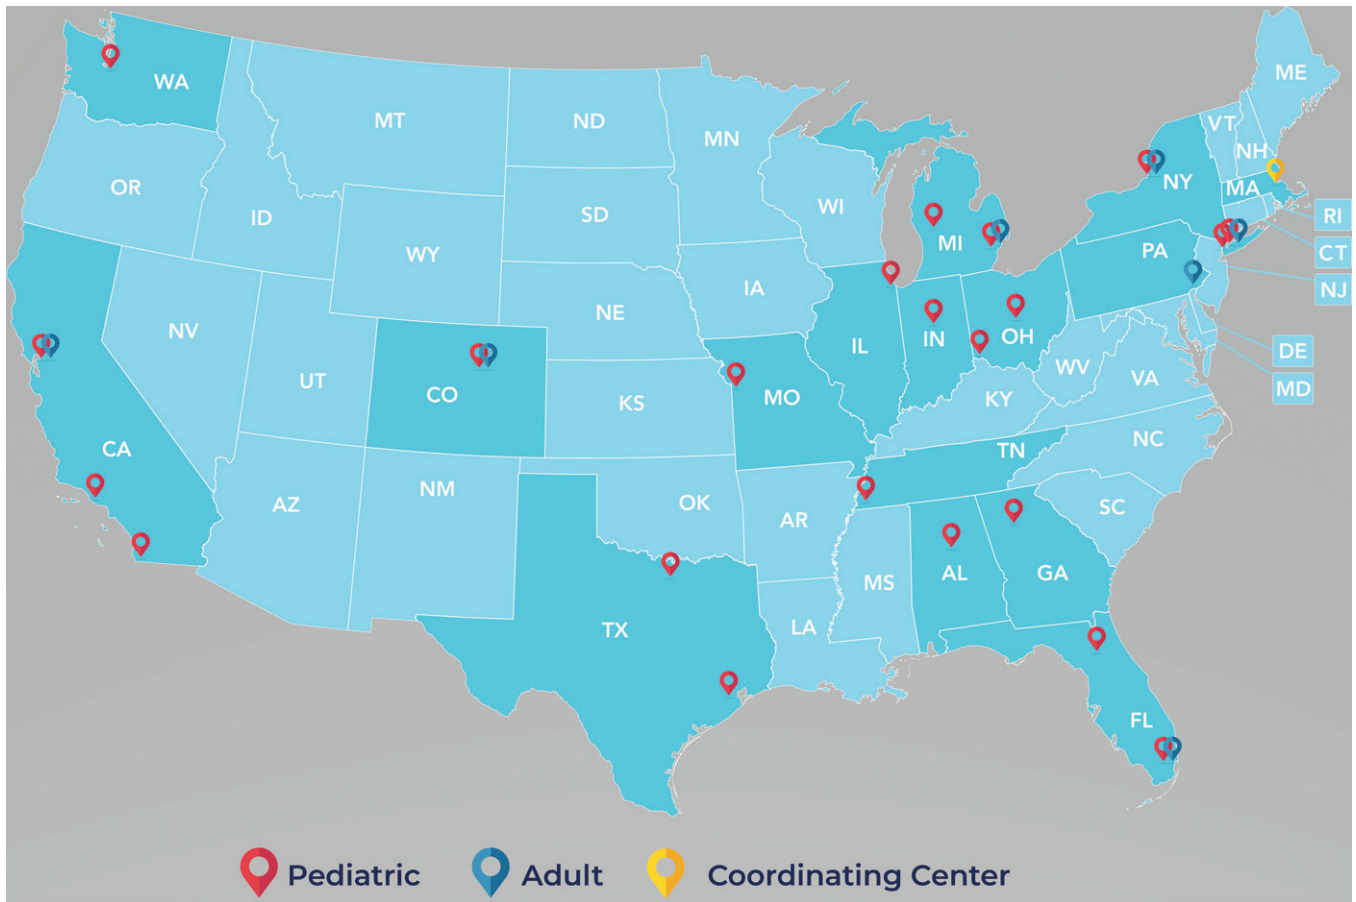 WA
MT
ND
MN
ME
VT
NH
OR
ID
SD
WI
MI
NY
MA
RI
WY
IA
PA
CT
NJ
NV
NE
IL
IN
OH
DE
UT
CO
KS
MO
KY
WV
VA
MD
CA
AZ
NM
OK
AR
TN
NC
SC
TX
LA
MS
AL
GA
FL
Pediatric Adult Coordinating Center